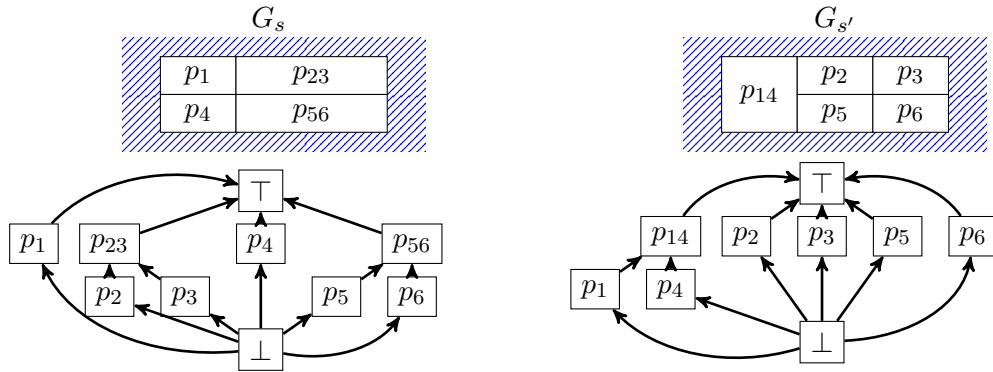 G_s G_{s'}
p_1 p_{23} p_{14} p_2 p_3
p_4 p_{56} p_5 p_6
⊤ ⊤
p_1 p_{23} p_4 p_{56} p_{14} p_2 p_3 p_5 p_6
p_2 p_3 p_5 p_6 p_1 p_4
⊥ ⊥